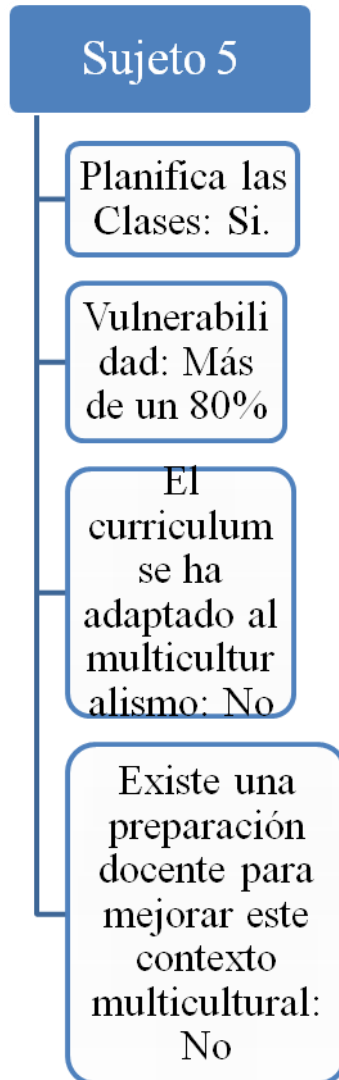 Sujeto 5
Planifica las
Clases: Si.
Vulnerabili
dad: Más
de un 80%
El
curriculum
se ha
adaptado al
multicultur
alismo: No
Existe una
preparación
docente para
mejorar este
contexto
multicultural:
No